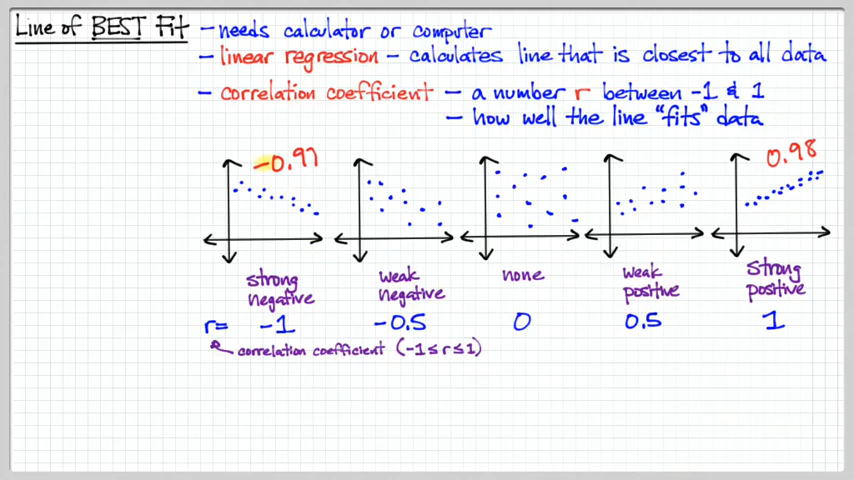 Line of BEST Fit - needs calculator or computer
- linear regression - calculates line that is closest to all data
- correlation coefficient - a number r between -1 & 1
- how well the line "fits" data
-0.97
0.98
strong negative
weak negative
none
weak positive
strong positive
r= -1 -0.5 0 0.5 1
correlation coefficient (-1 ≤ r ≤ 1)